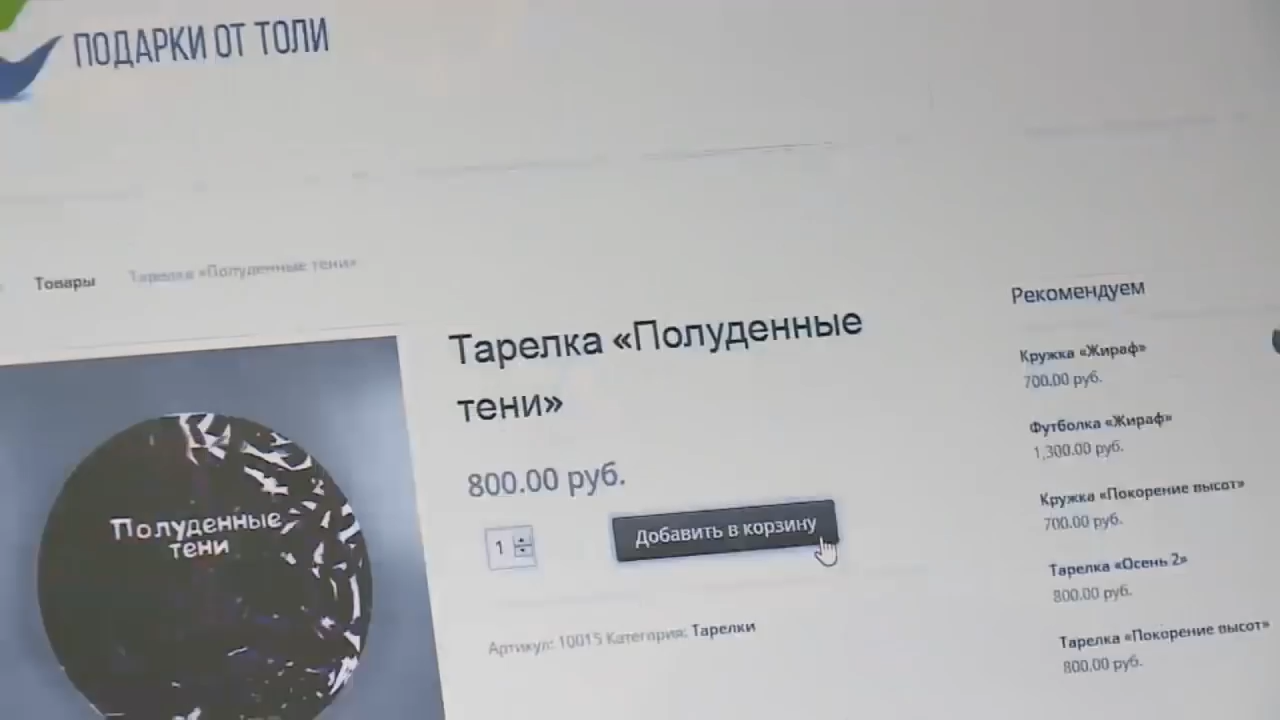 ПОДАРКИ ОТ ТОЛИ
Товары
Тарелка «Полуденные тени»
Тарелка «Полуденные
тени»
800.00 руб.
1
Добавить в корзину
Артикул: 10015 Категория: Тарелки
Полуденные
тени
Рекомендуем
Кружка «Жираф»
700.00 руб.
Футболка «Жираф»
1,300.00 руб.
Кружка «Покорение высот»
700.00 руб.
Тарелка «Осень 2»
800.00 руб.
Тарелка «Покорение высот»
800.00 руб.